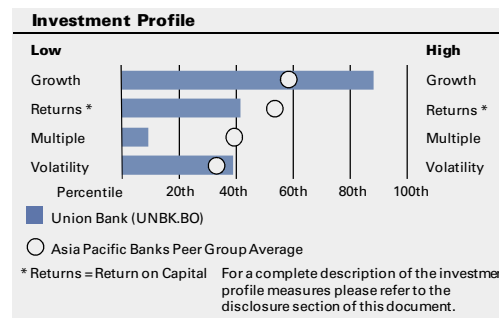 Investment Profile
Low High
Growth Growth
Returns * Returns *
Multiple Multiple
Volatility Volatility
Percentile 20th 40th 60th 80th 100th
Union Bank (UNBK.BO)
Asia Pacific Banks Peer Group Average
* Returns = Return on Capital For a complete description of the investme
profile measures please refer to the
disclosure section of this document.